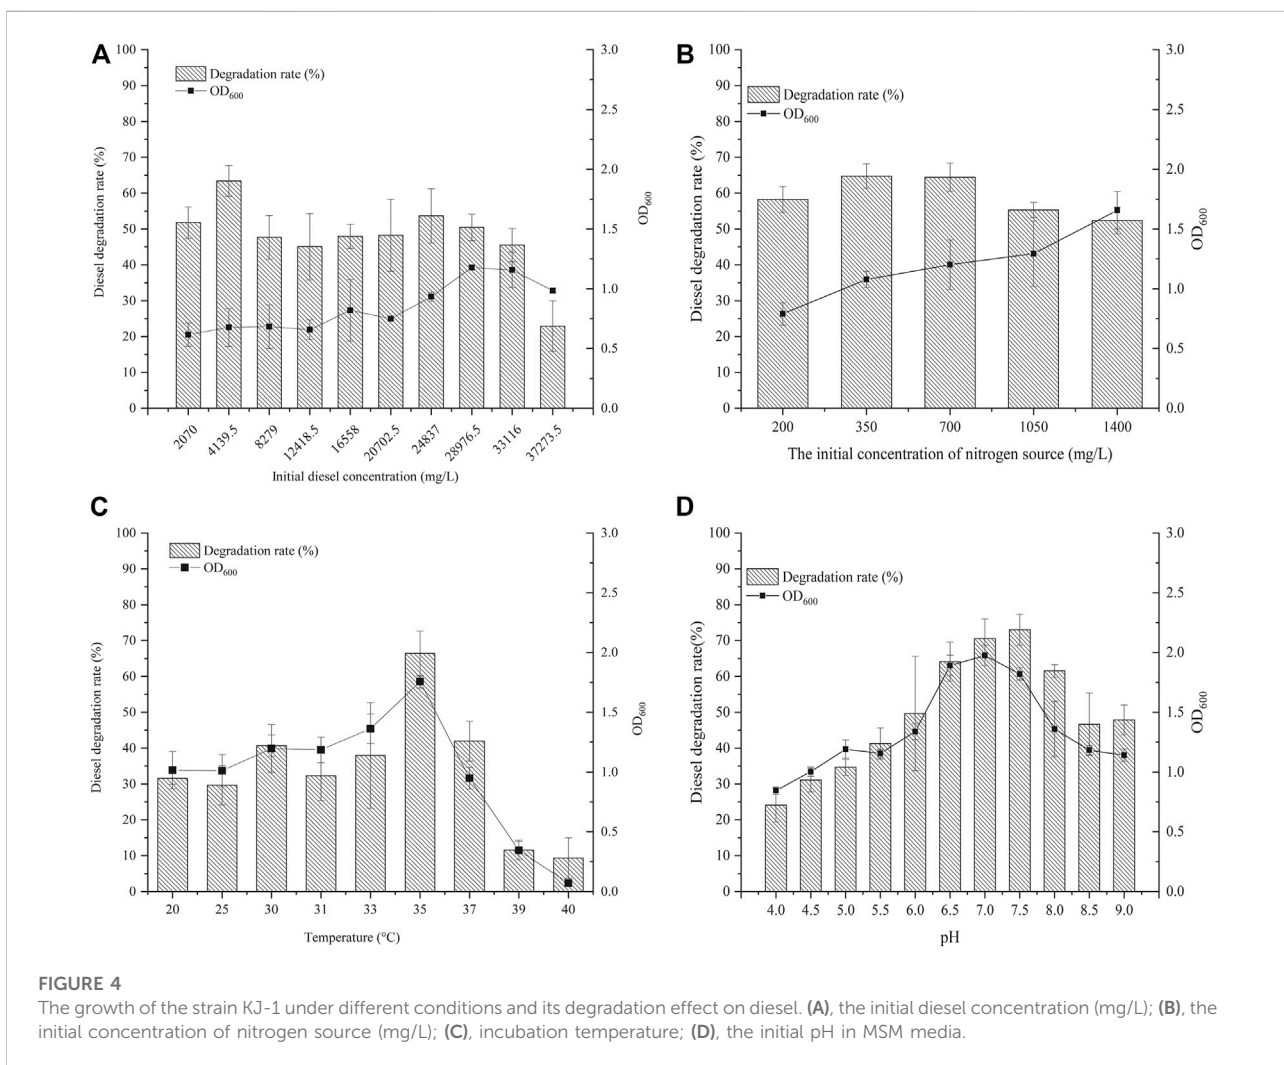 A
100
90
80
70
60
50
40
30
20
10
0
Diesel degradation rate (%)
Degradation rate (%)
OD600
3.0
2.5
2.0
1.5
1.0
0.5
0.0
OD600
2070
4139.5
8279
12418.5
16558
20702.5
24837
28976.5
33116
37273.5
Initial diesel concentration (mg/L)
B
100
90
80
70
60
50
40
30
20
10
0
Diesel degradation rate (%)
Degradation rate (%)
OD600
3.0
2.5
2.0
1.5
1.0
0.5
0.0
OD600
200 350 700 1050 1400
The initial concentration of nitrogen source (mg/L)
C
100
90
80
70
60
50
40
30
20
10
0
Diesel degradation rate (%)
Degradation rate (%)
OD600
3.0
2.5
2.0
1.5
1.0
0.5
0.0
OD600
20 25 30 31 33 35 37 39 40
Temperature (°C)
D
100
90
80
70
60
50
40
30
20
10
0
Diesel degradation rate(%)
Degradation rate (%)
OD600
3.0
2.5
2.0
1.5
1.0
0.5
0.0
OD600
4.0 4.5 5.0 5.5 6.0 6.5 7.0 7.5 8.0 8.5 9.0
pH
FIGURE 4
The growth of the strain KJ-1 under different conditions and its degradation effect on diesel. (A), the initial diesel concentration (mg/L); (B), the
initial concentration of nitrogen source (mg/L); (C), incubation temperature; (D), the initial pH in MSM media.